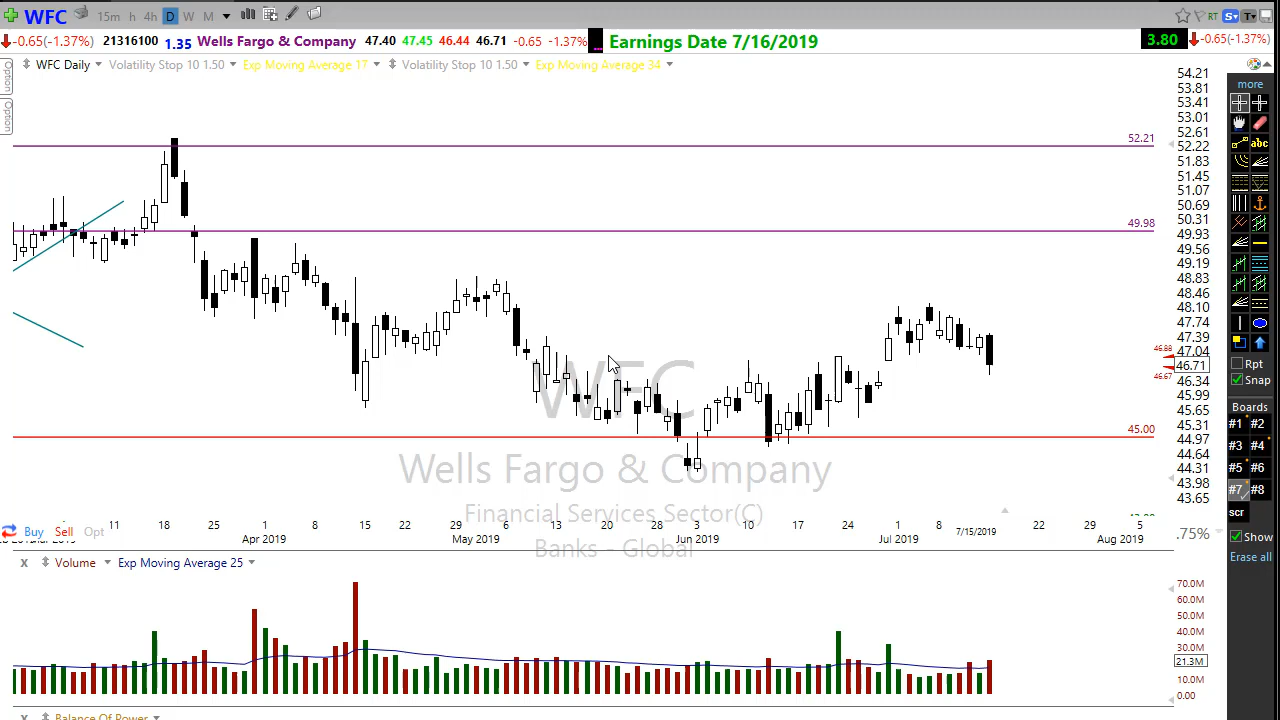 WFC 15m h 4h D W M RT S T
-0.65(-1.37%) 21316100 1.35 Wells Fargo & Company 47.40 47.45 46.44 46.71 -0.65 -1.37% ... Earnings Date 7/16/2019 3.80 -0.65(-1.37%)
WFC Daily Volatility Stop 10 1.50 Exp Moving Average 17 Volatility Stop 10 1.50 Exp Moving Average 34
Option
Option
54.21
53.81
53.41
53.01
52.61
52.22
51.83
51.45
51.07
50.69
50.31
49.93
49.56
49.19
48.83
48.46
48.10
47.74
47.39
47.04
46.71
46.34
45.99
45.65
45.31
44.97
44.64
44.31
43.98
43.65
52.21
49.98
46.88
46.67
45.00
WFC
Wells Fargo & Company
Financial Services Sector(C)
Banks - Global
Buy Sell Opt
11 18 25 1 8 15 22 29 6 13 20 28 3 10 17 24 1 8 7/15/2019 22 29 5
Apr 2019 May 2019 Jun 2019 Jul 2019 Aug 2019
.75%
x Volume Exp Moving Average 25
70.0M
60.0M
50.0M
40.0M
30.0M
21.3M
10.0M
0.00
x Balance Of Power
more
abc
Rpt
Snap
Boards
#1 #2
#3 #4
#5 #6
#7 #8
scr
Show
Erase all